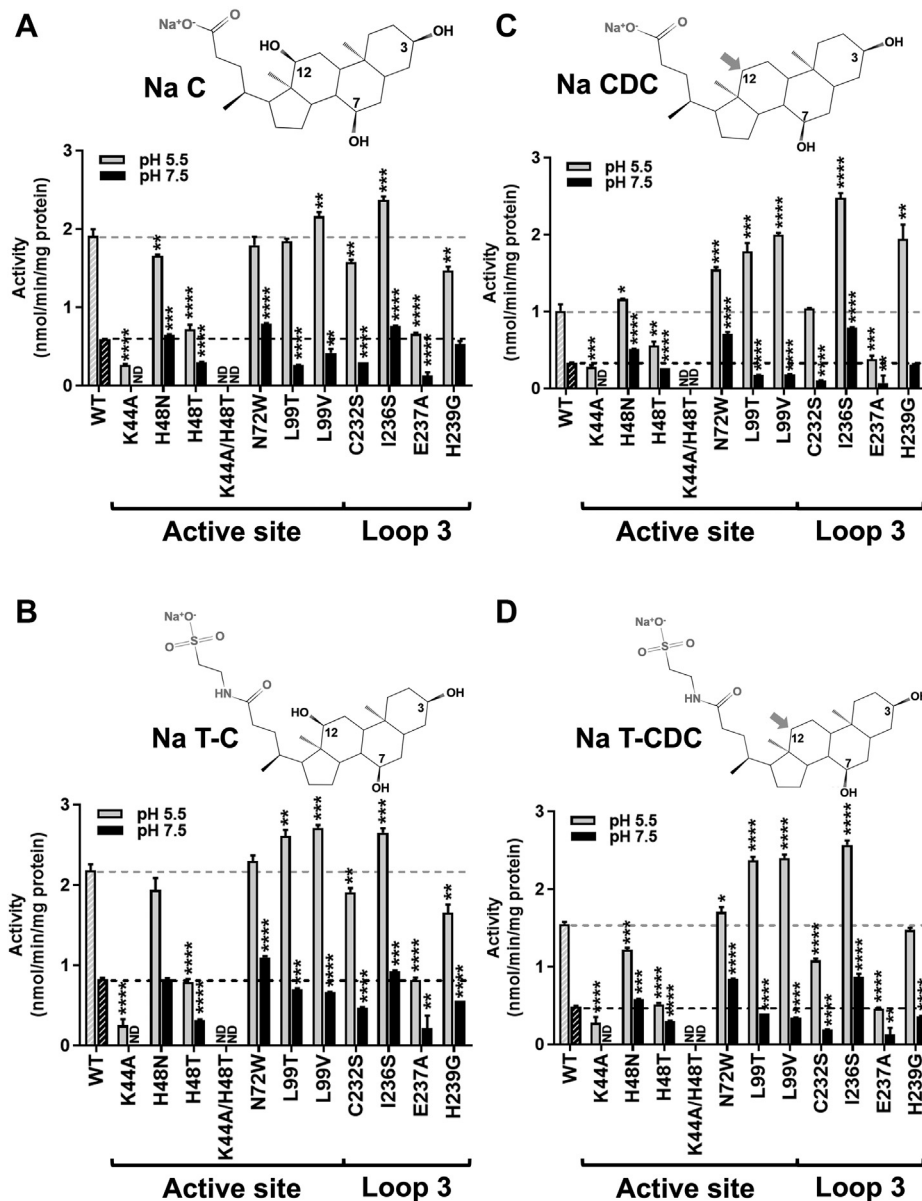 A
Na⁺O⁻
O
HO
12
3
OH
7
OH
Na C
pH 5.5
pH 7.5
Activity
(nmol/min/mg protein)
3
2
1
0
**** ND ** *** **** **** ND ND **** **** ** ** ** **** *** **** **** **** **
WT
K44A
H48N
H48T
K44A/H48T
N72W
L99T
L99V
C232S
I236S
E237A
H239G
Active site
Loop 3
C
Na⁺O⁻
O
12
3
OH
7
OH
Na CDC
pH 5.5
pH 7.5
Activity
(nmol/min/mg protein)
3
2
1
0
*** ND * **** ** **** ND ND ** **** *** **** **** **** **** **** **** *** ** **
WT
K44A
H48N
H48T
K44A/H48T
N72W
L99T
L99V
C232S
I236S
E237A
H239G
Active site
Loop 3
B
Na⁺O⁻
O
S
O
HN
O
HO
12
3
OH
7
OH
Na T-C
pH 5.5
pH 7.5
Activity
(nmol/min/mg protein)
3
2
1
0
**** ND **** **** ND ND **** ** **** *** **** ** **** *** *** **** ** ** ****
WT
K44A
H48N
H48T
K44A/H48T
N72W
L99T
L99V
C232S
I236S
E237A
H239G
Active site
Loop 3
D
Na⁺O⁻
O
S
O
HN
O
12
3
OH
7
OH
Na T-CDC
pH 5.5
pH 7.5
Activity
(nmol/min/mg protein)
3
2
1
0
**** ND *** *** **** **** ND ND * **** **** **** **** **** **** **** **** **** **** ** ****
WT
K44A
H48N
H48T
K44A/H48T
N72W
L99T
L99V
C232S
I236S
E237A
H239G
Active site
Loop 3